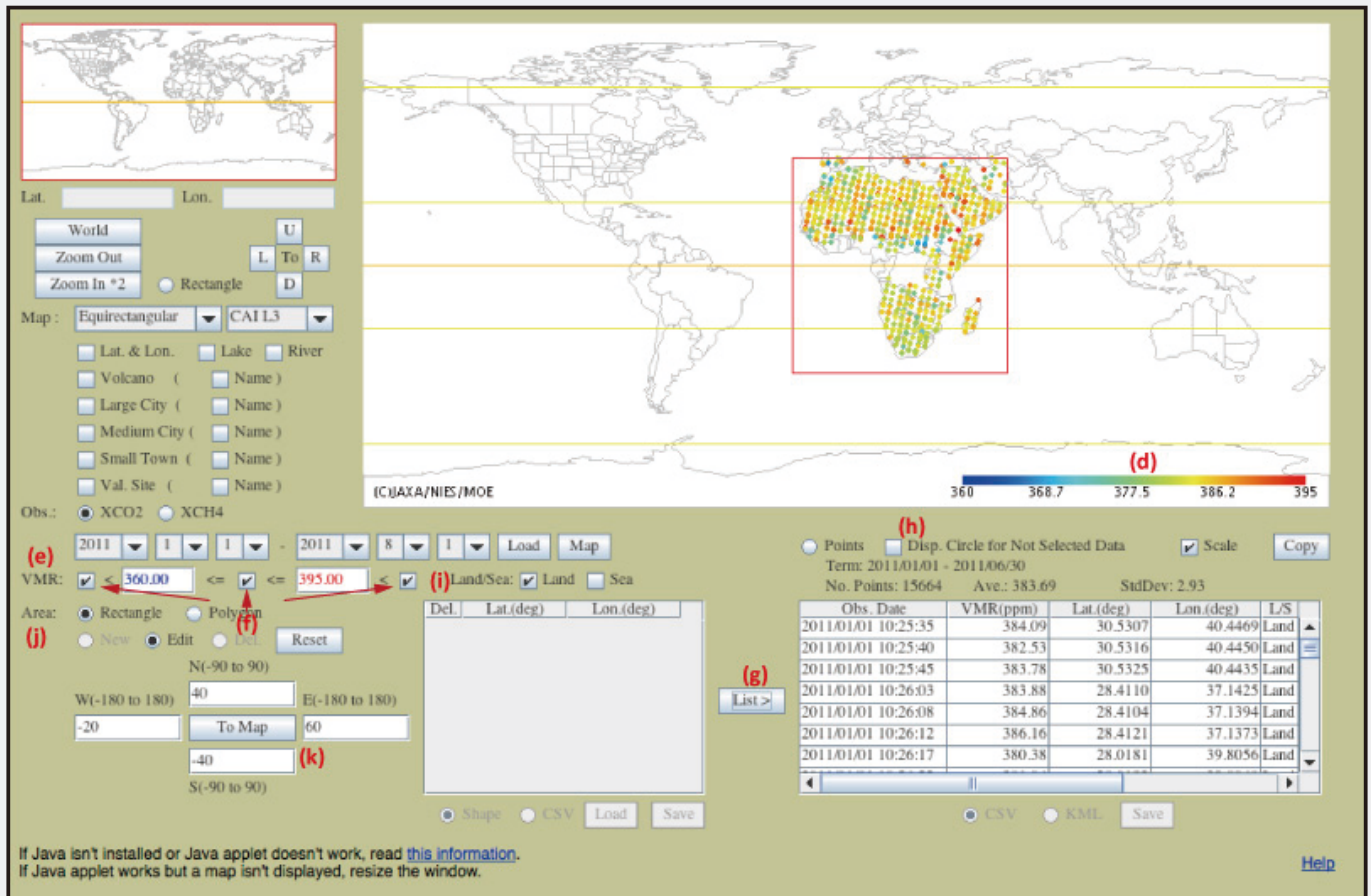 Lat. Lon.
World U
Zoom Out L To R
Zoom In *2 Rectangle D
Map : Equirectangular CAI L3
Lat. & Lon. Lake River
Volcano ( Name )
Large City ( Name )
Medium City ( Name )
Small Town ( Name )
Val. Site ( Name )
Obs.: XCO2 XCH4
(C)JAXA/NIES/MOE
(d)
360 368.7 377.5 386.2 395
(e)
2011 1 1 - 2011 8 1 Load Map
VMR: < 360.00 <= <= 395.00 < (i) Land/Sea: Land Sea
Area: Rectangle Polygon
(f)
(j) New Edit Del. Reset
N(-90 to 90)
40
W(-180 to 180) E(-180 to 180)
-20 To Map 60
-40 (k)
S(-90 to 90)
Del. Lat.(deg) Lon.(deg)
Shape CSV Load Save
(g)
List >
(h)
Points Disp. Circle for Not Selected Data Scale Copy
Term: 2011/01/01 - 2011/06/30
No. Points: 15664 Ave.: 383.69 StdDev: 2.93
Obs. Date VMR(ppm) Lat.(deg) Lon.(deg) L/S
2011/01/01 10:25:35 384.09 30.5307 40.4469 Land
2011/01/01 10:25:40 382.53 30.5316 40.4450 Land
2011/01/01 10:25:45 383.78 30.5325 40.4435 Land
2011/01/01 10:26:03 383.88 28.4110 37.1425 Land
2011/01/01 10:26:08 384.86 28.4104 37.1394 Land
2011/01/01 10:26:12 386.16 28.4121 37.1373 Land
2011/01/01 10:26:17 380.38 28.0181 39.8056 Land
CSV KML Save
If Java isn't installed or Java applet doesn't work, read this information.
If Java applet works but a map isn't displayed, resize the window.
Help